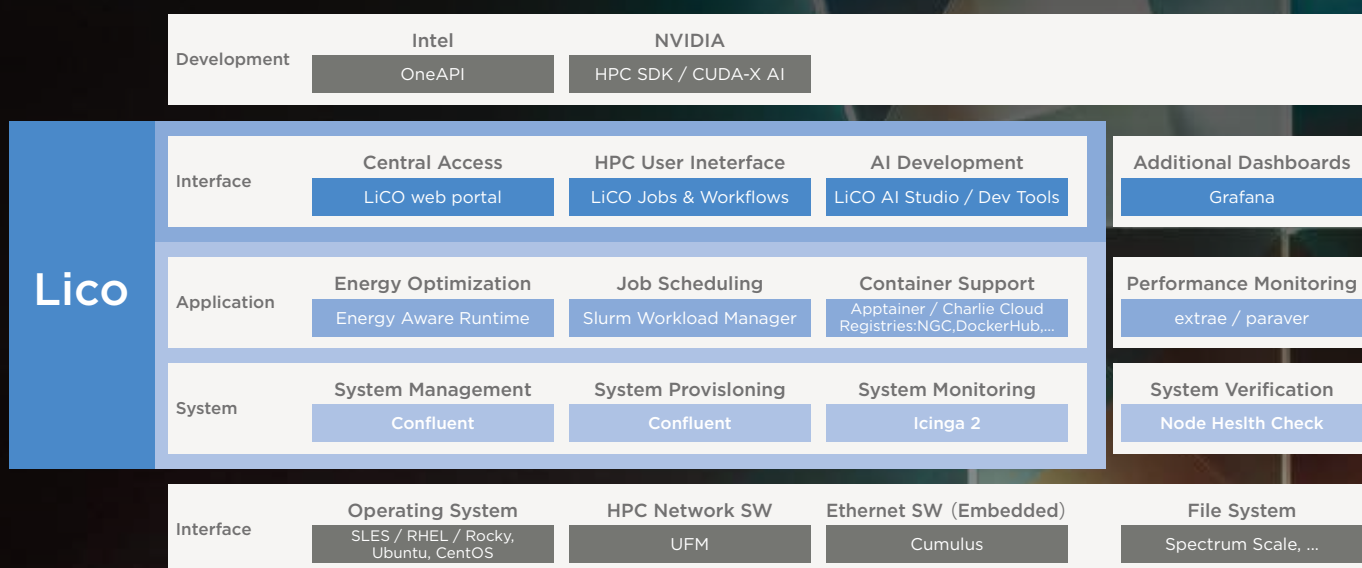 Development
Intel
OneAPI
NVIDIA
HPC SDK / CUDA-X AI
Lico
Interface
Central Access
LiCO web portal
HPC User Ineterface
LiCO Jobs & Workflows
AI Development
LiCO AI Studio / Dev Tools
Additional Dashboards
Grafana
Application
Energy Optimization
Energy Aware Runtime
Job Scheduling
Slurm Workload Manager
Container Support
Apptainer / Charlie Cloud
Registries:NGC,DockerHub,...
Performance Monitoring
extrae / paraver
System
System Management
Confluent
System Provisloning
Confluent
System Monitoring
Icinga 2
System Verification
Node Heslth Check
Interface
Operating System
SLES / RHEL / Rocky,
Ubuntu, CentOS
HPC Network SW
UFM
Ethernet SW (Embedded)
Cumulus
File System
Spectrum Scale, ...